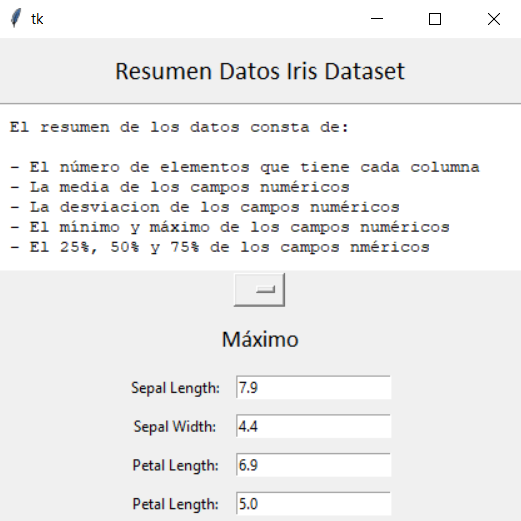 tk
Resumen Datos Iris Dataset
El resumen de los datos consta de:
- El número de elementos que tiene cada columna
- La media de los campos numéricos
- La desviacion de los campos numéricos
- El mínimo y máximo de los campos numéricos
- El 25%, 50% y 75% de los campos nméricos
Máximo
Sepal Length: 7.9
Sepal Width: 4.4
Petal Length: 6.9
Petal Length: 5.0